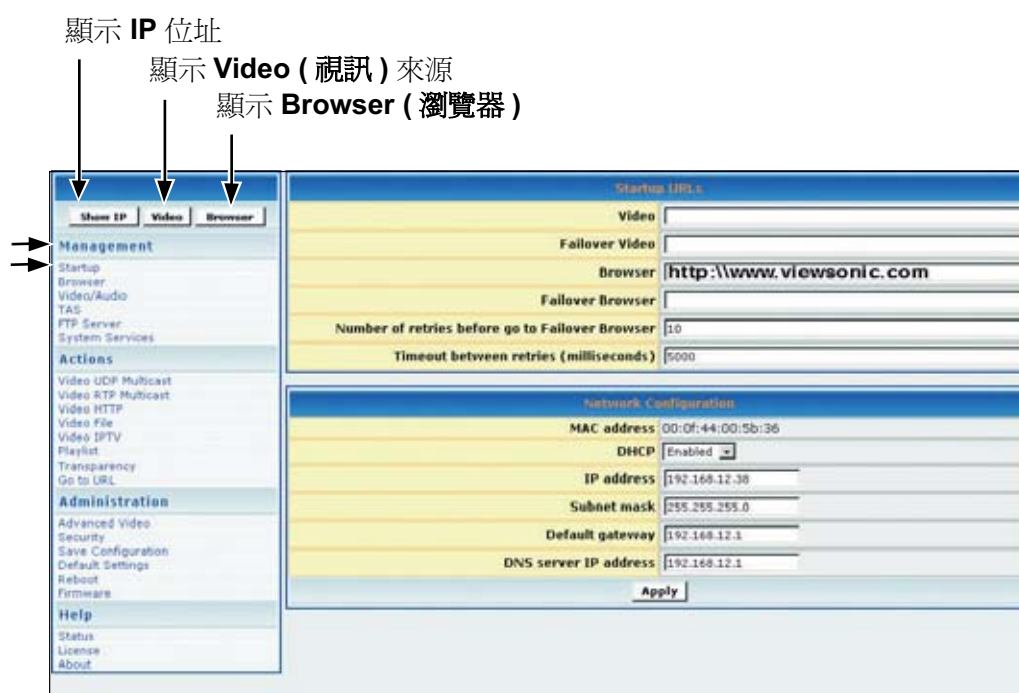 顯示 IP 位址
顯示 Video ( 視訊 ) 來源
顯示 Browser ( 瀏覽器 )
Show IP Video Browser
Management
Startup
Browser
Video/Audio
TAS
FTP Server
System Services
Actions
Video UDP Multicast
Video RTP Multicast
Video HTTP
Video File
Video IPTV
Playlist
Transparency
Go to URL
Administration
Advanced Video
Security
Save Configuration
Default Settings
Reboot
Firmware
Help
Status
License
About
Startup URLs
Video
Failover Video
Browser http:\\www.viewsonic.com
Failover Browser
Number of retries before go to Failover Browser 10
Timeout between retries (milliseconds) 5000
Network Configuration
MAC address 00:0f:44:00:5b:36
DHCP Enabled
IP address 192.168.12.38
Subnet mask 255.255.255.0
Default gateway 192.168.12.1
DNS server IP address 192.168.12.1
Apply